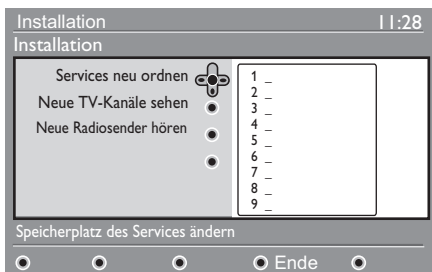 Installation 11:28
Installation
Services neu ordnen
Neue TV-Kanäle sehen
Neue Radiosender hören
1 _
2 _
3 _
4 _
5 _
6 _
7 _
8 _
9 _
Speicherplatz des Services ändern
Ende